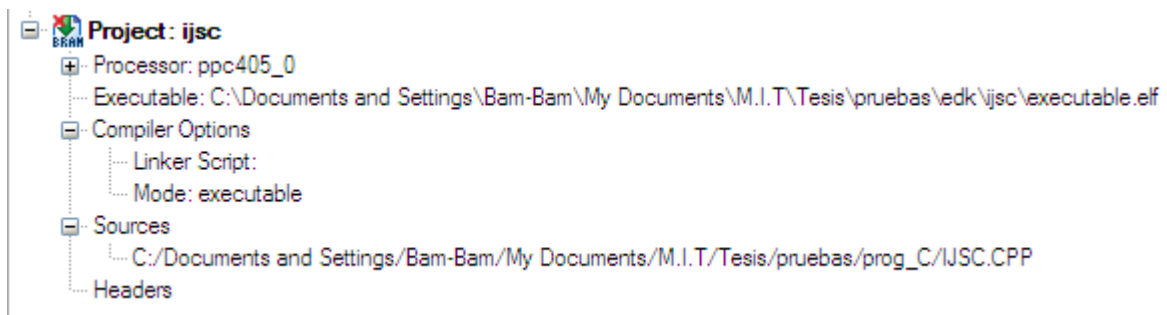 BRAM Project: ijsc
Processor: ppc405_0
Executable: C:\Documents and Settings\Bam-Bam\My Documents\M.I.T\Tesis\pruebas\edk\ijsc\executable.elf
Compiler Options
Linker Script:
Mode: executable
Sources
C:/Documents and Settings/Bam-Bam/My Documents/M.I.T/Tesis/pruebas/prog_C/IJSC.CPP
Headers